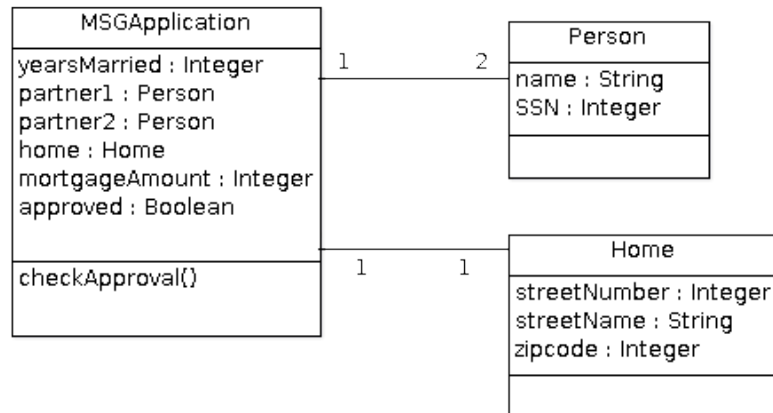 MSGApplication
yearsMarried : Integer
partner1 : Person
partner2 : Person
home : Home
mortgageAmount : Integer
approved : Boolean
checkApproval()
1
2
Person
name : String
SSN : Integer
1
1
Home
streetNumber : Integer
streetName : String
zipcode : Integer